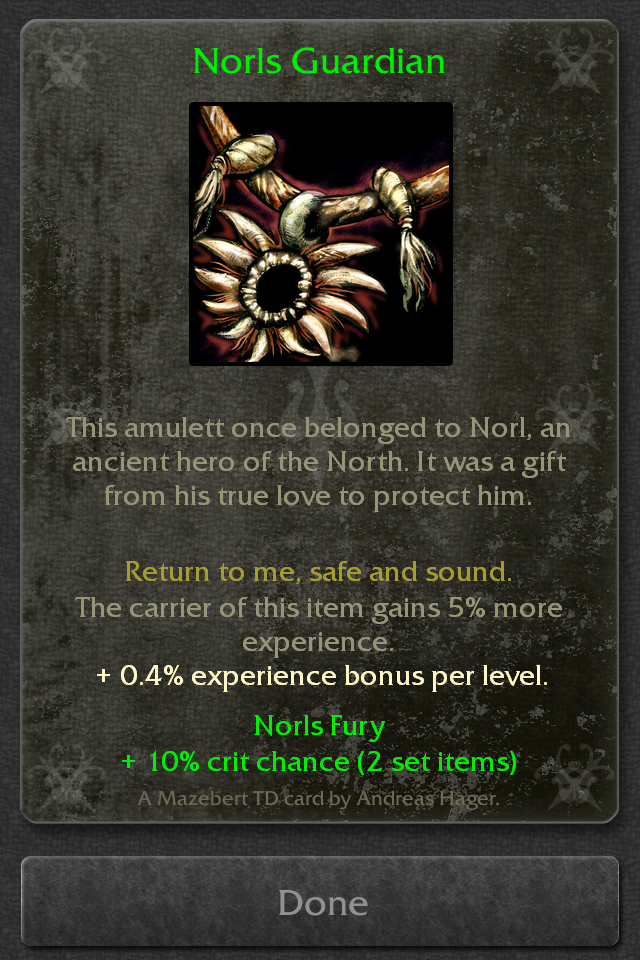 Norls Guardian
This amulett once belonged to Norl, an
ancient hero of the North. It was a gift
from his true love to protect him.
Return to me, safe and sound.
The carrier of this item gains 5% more
experience.
+ 0.4% experience bonus per level.
Norls Fury
+ 10% crit chance (2 set items)
A Mazebert TD card by Andreas Hager.
Done